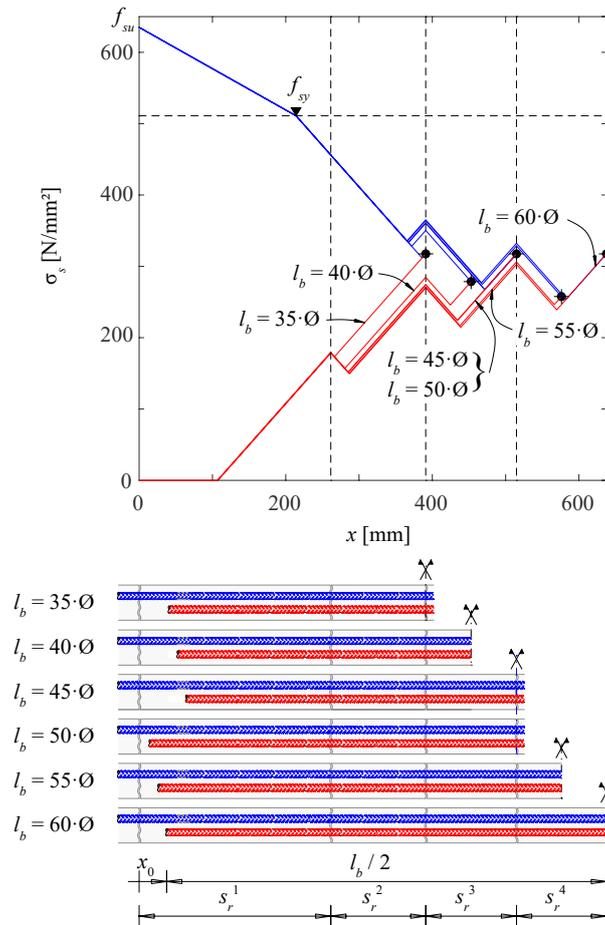 f_su
600
f_sy
400
l_b = 60·Ø
σ_s [N/mm²]
l_b = 40·Ø
l_b = 35·Ø
l_b = 55·Ø
200
l_b = 45·Ø
l_b = 50·Ø
}
0
0 200 400 600
x [mm]
l_b = 35·Ø
l_b = 40·Ø
l_b = 45·Ø
l_b = 50·Ø
l_b = 55·Ø
l_b = 60·Ø
x_0 l_b / 2
s_r^1 s_r^2 s_r^3 s_r^4